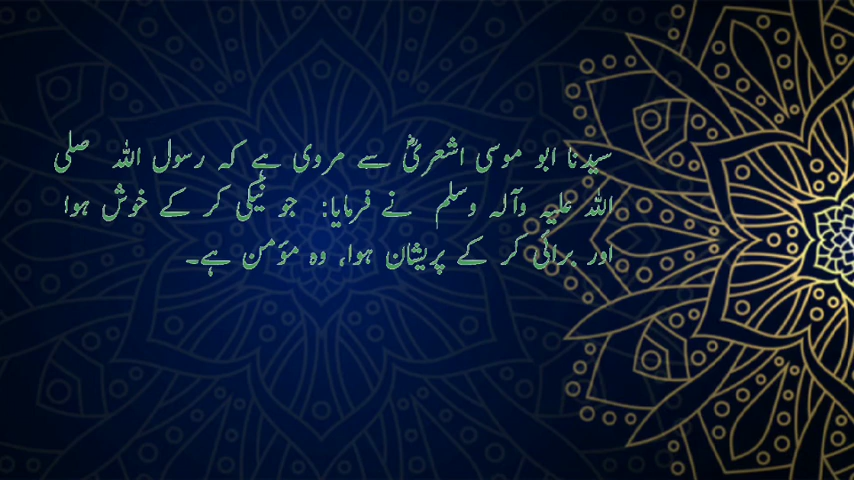 سیدنا ابو موسی اشعریؓ سے مروی ہے کہ رسول اللہ صلی
اللہ علیہ وآلہ وسلم نے فرمایا: جو نیکی کر کے خوش ہوا
اور برائی کر کے پریشان ہوا، وہ مؤمن ہے۔